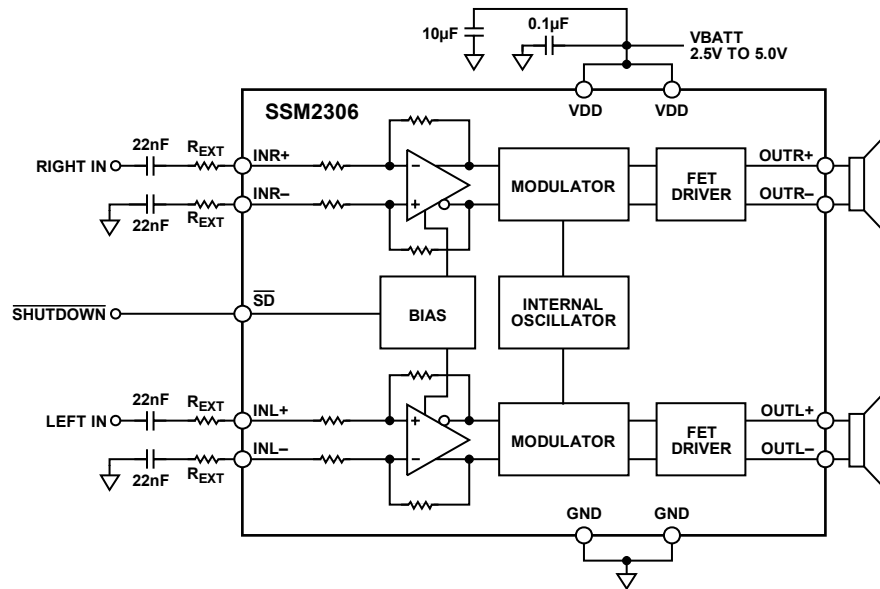 10µF
0.1µF
VBATT
2.5V TO 5.0V
SSM2306
VDD
VDD
22nF
REXT
RIGHT IN
INR+
INR–
22nF
REXT
–
+
MODULATOR
FET
DRIVER
OUTR+
OUTR–
SHUTDOWN
SD
BIAS
INTERNAL
OSCILLATOR
22nF
REXT
LEFT IN
INL+
INL–
22nF
REXT
+
–
MODULATOR
FET
DRIVER
OUTL+
OUTL–
GND
GND